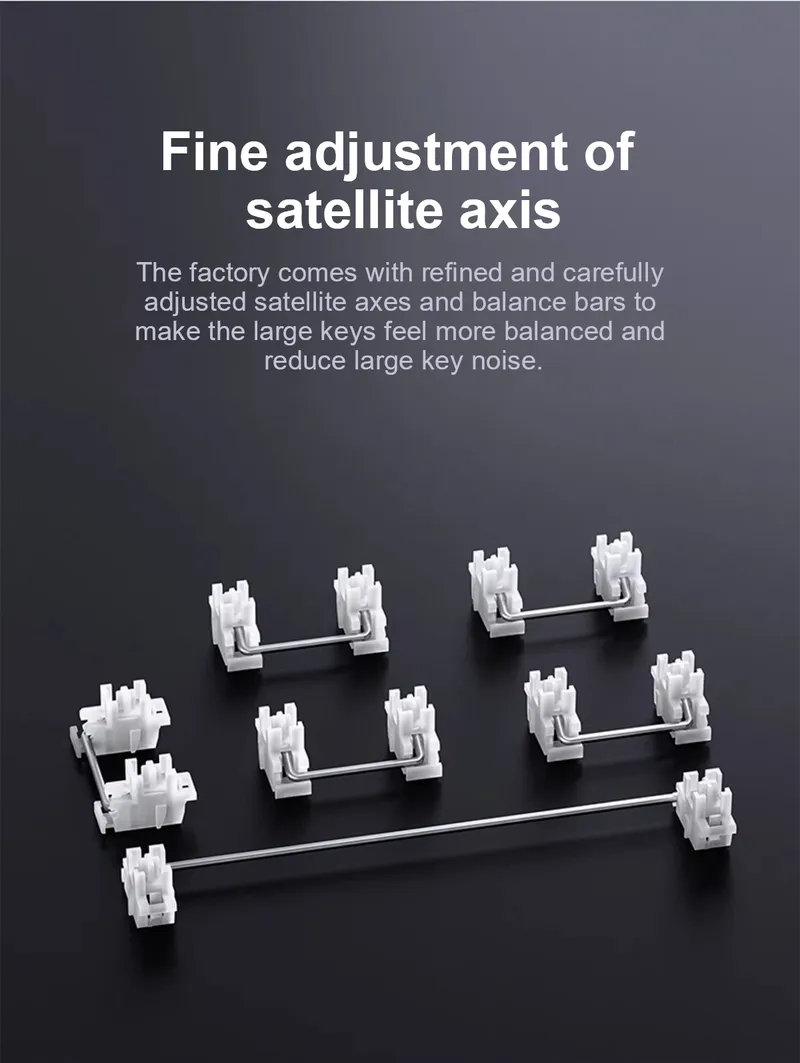 Fine adjustment of
satellite axis
The factory comes with refined and carefully
adjusted satellite axes and balance bars to
make the large keys feel more balanced and
reduce large key noise.